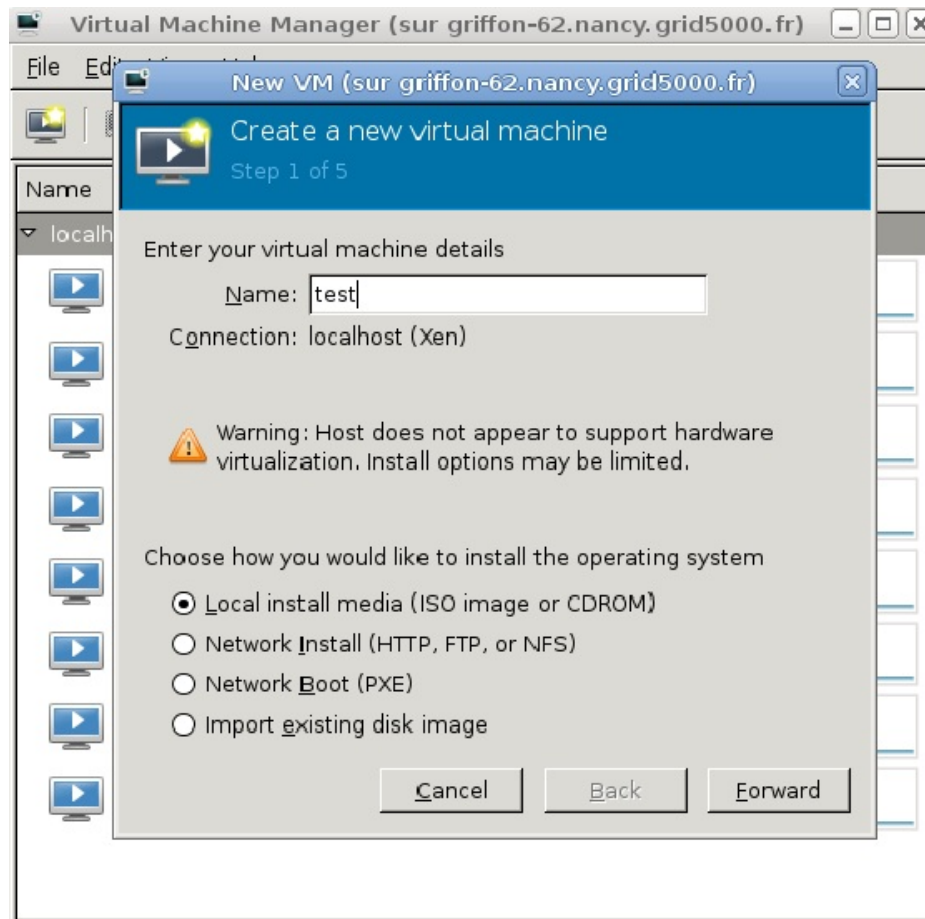 Virtual Machine Manager (sur griffon-62.nancy.grid5000.fr)
File
New VM (sur griffon-62.nancy.grid5000.fr)
Create a new virtual machine
Step 1 of 5
Name
localh
Enter your virtual machine details
Name: test
Connection: localhost (Xen)
Warning: Host does not appear to support hardware
virtualization. Install options may be limited.
Choose how you would like to install the operating system
Local install media (ISO image or CDROM)
Network Install (HTTP, FTP, or NFS)
Network Boot (PXE)
Import existing disk image
Cancel Back Forward